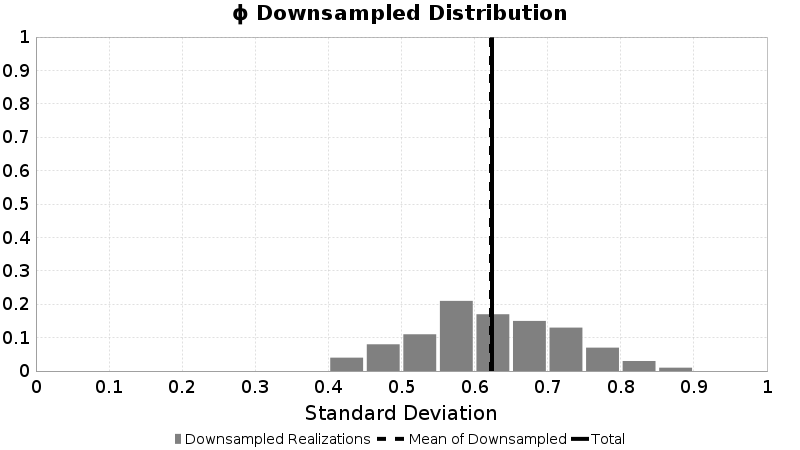 ϕ Downsampled Distribution
1
0.9
0.8
0.7
0.6
0.5
0.4
0.3
0.2
0.1
0
0 0.1 0.2 0.3 0.4 0.5 0.6 0.7 0.8 0.9 1
Standard Deviation
Downsampled Realizations Mean of Downsampled Total